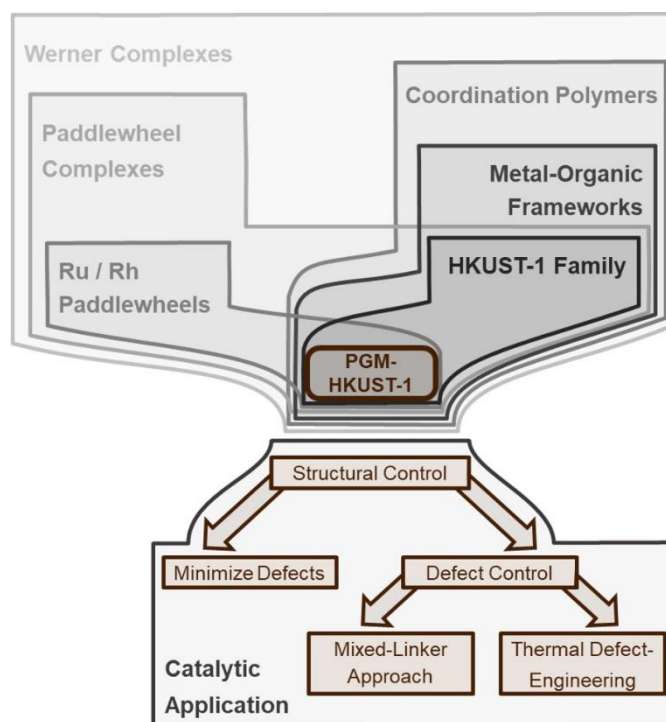 Werner Complexes
Coordination Polymers
Paddlewheel
Complexes
Metal-Organic
Frameworks
Ru / Rh
Paddlewheels
HKUST-1 Family
PGM-
HKUST-1
Structural Control
Minimize Defects
Defect Control
Mixed-Linker
Approach
Thermal Defect-
Engineering
Catalytic
Application